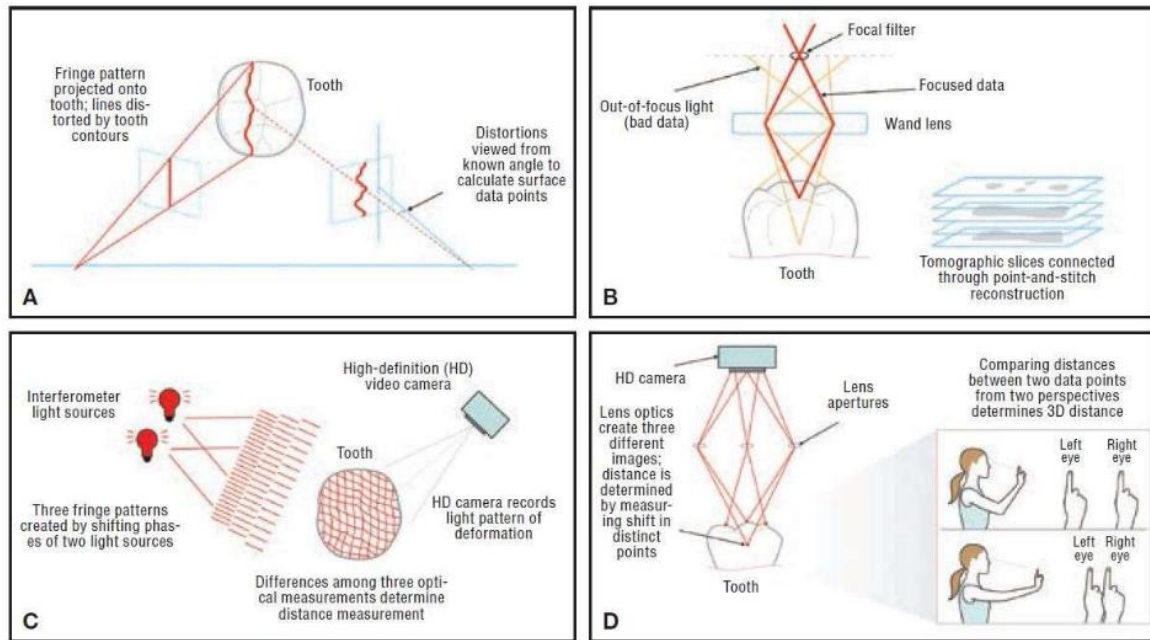 Fringe pattern
projected onto
tooth; lines dis-
torted by tooth
contours
Tooth
Distortions
viewed from
known angle to
calculate surface
data points
A
Focal filter
Out-of-focus light
(bad data)
Focused data
Wand lens
Tooth
Tomographic slices connected
through point-and-stitch
reconstruction
B
Interferometer
light sources
High-definition (HD)
video camera
Tooth
Three fringe patterns
created by shifting phas-
es of two light sources
HD camera records
light pattern of
deformation
Differences among three opti-
cal measurements determine
distance measurement
C
HD camera
Lens
apertures
Lens optics
create three
different
images;
distance is
determined
by measur-
ing shift in
distinct
points
Tooth
Comparing distances
between two data points
from two perspectives
determines 3D distance
Left
eye
Right
eye
Left
eye
Right
eye
D